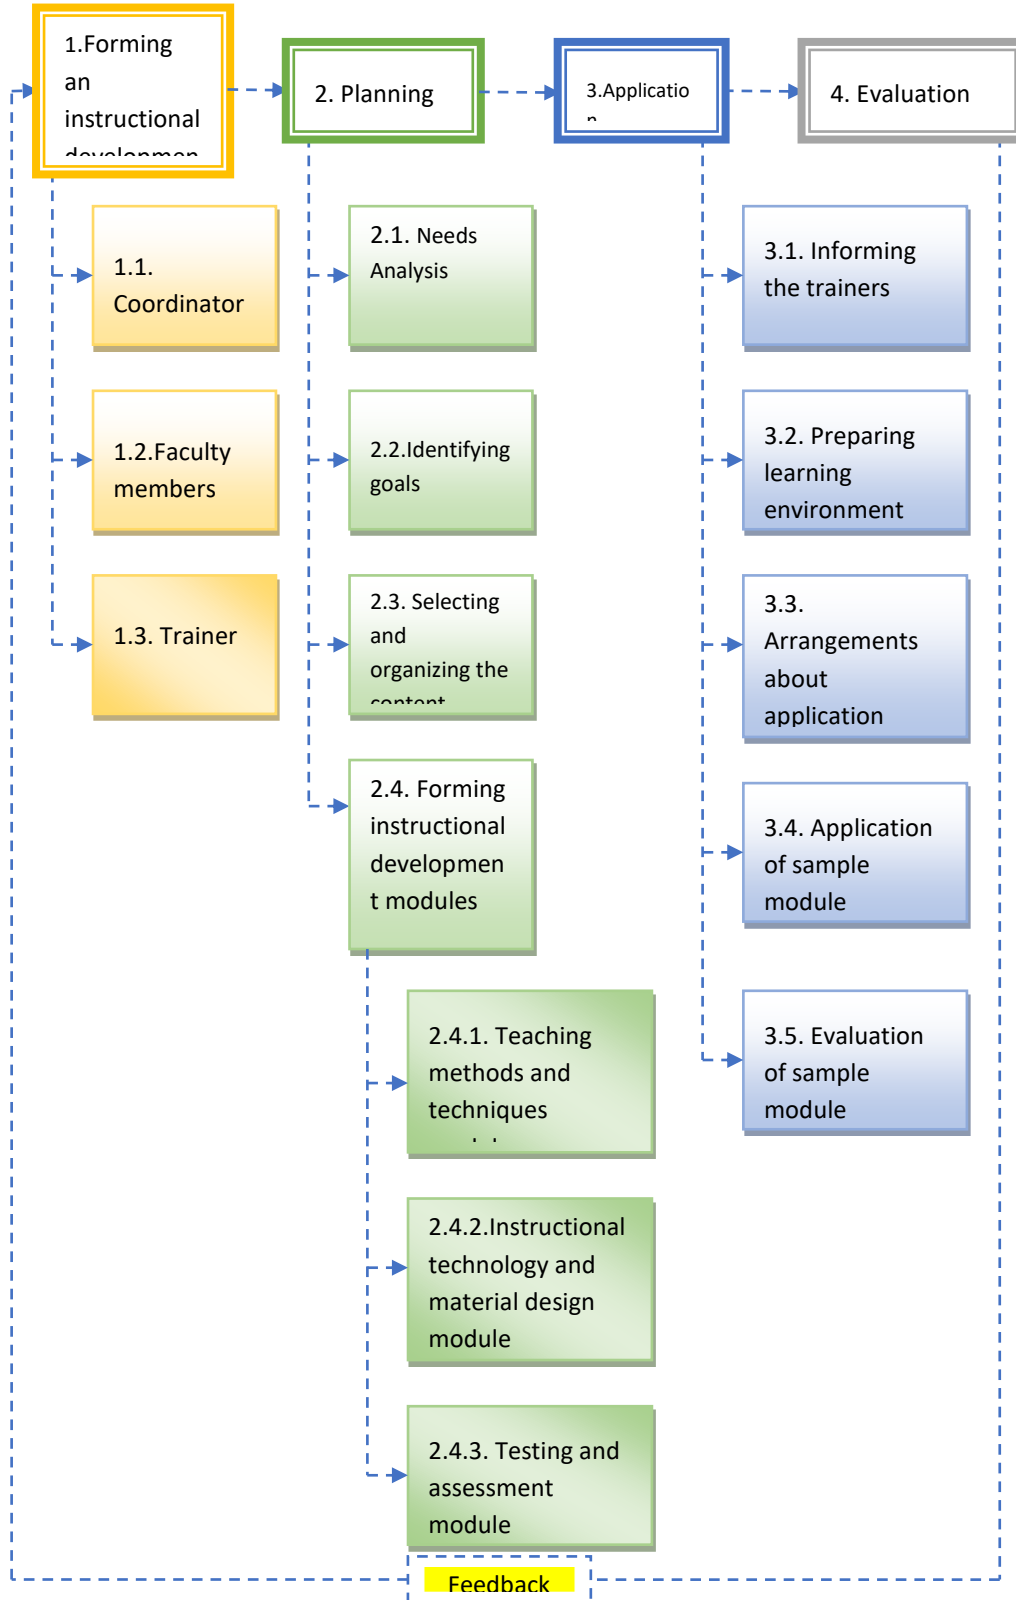 1.Forming
an
instructional
2. Planning
3.Applicatio
n
4. Evaluation
1.1.
Coordinator
1.2.Faculty
members
1.3. Trainer
2.1. Needs
Analysis
2.2.Identifying
goals
2.3. Selecting
and
organizing the
content
2.4. Forming
instructional
developmen
t modules
2.4.1. Teaching
methods and
techniques
2.4.2.Instructional
technology and
material design
module
2.4.3. Testing and
assessment
module
3.1. Informing
the trainers
3.2. Preparing
learning
environment
3.3.
Arrangements
about
application
3.4. Application
of sample
module
3.5. Evaluation
of sample
module
Feedback